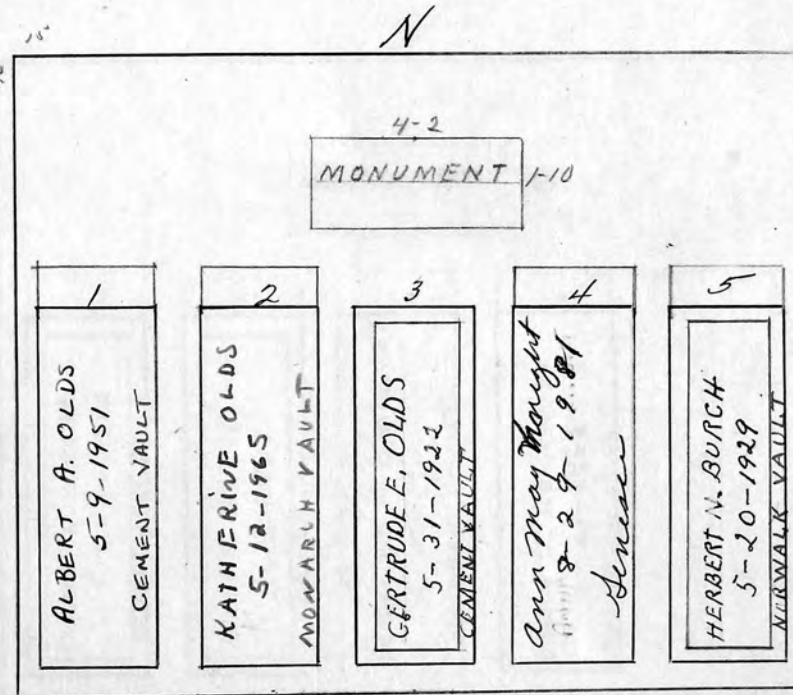 15
N
4-2
MONUMENT 1-10
1
ALBERT A. OLDS
5-9-1951
CEMENT VAULT
2
KATHERINE OLDS
5-12-1965
MONARCH VAULT
3
GERTRUDE E. OLDS
5-31-1922
CEMENT VAULT
4
Ann May
8-29-1981
5
HERBERT N. BURCH
5-20-1929
NORWALK VAULT